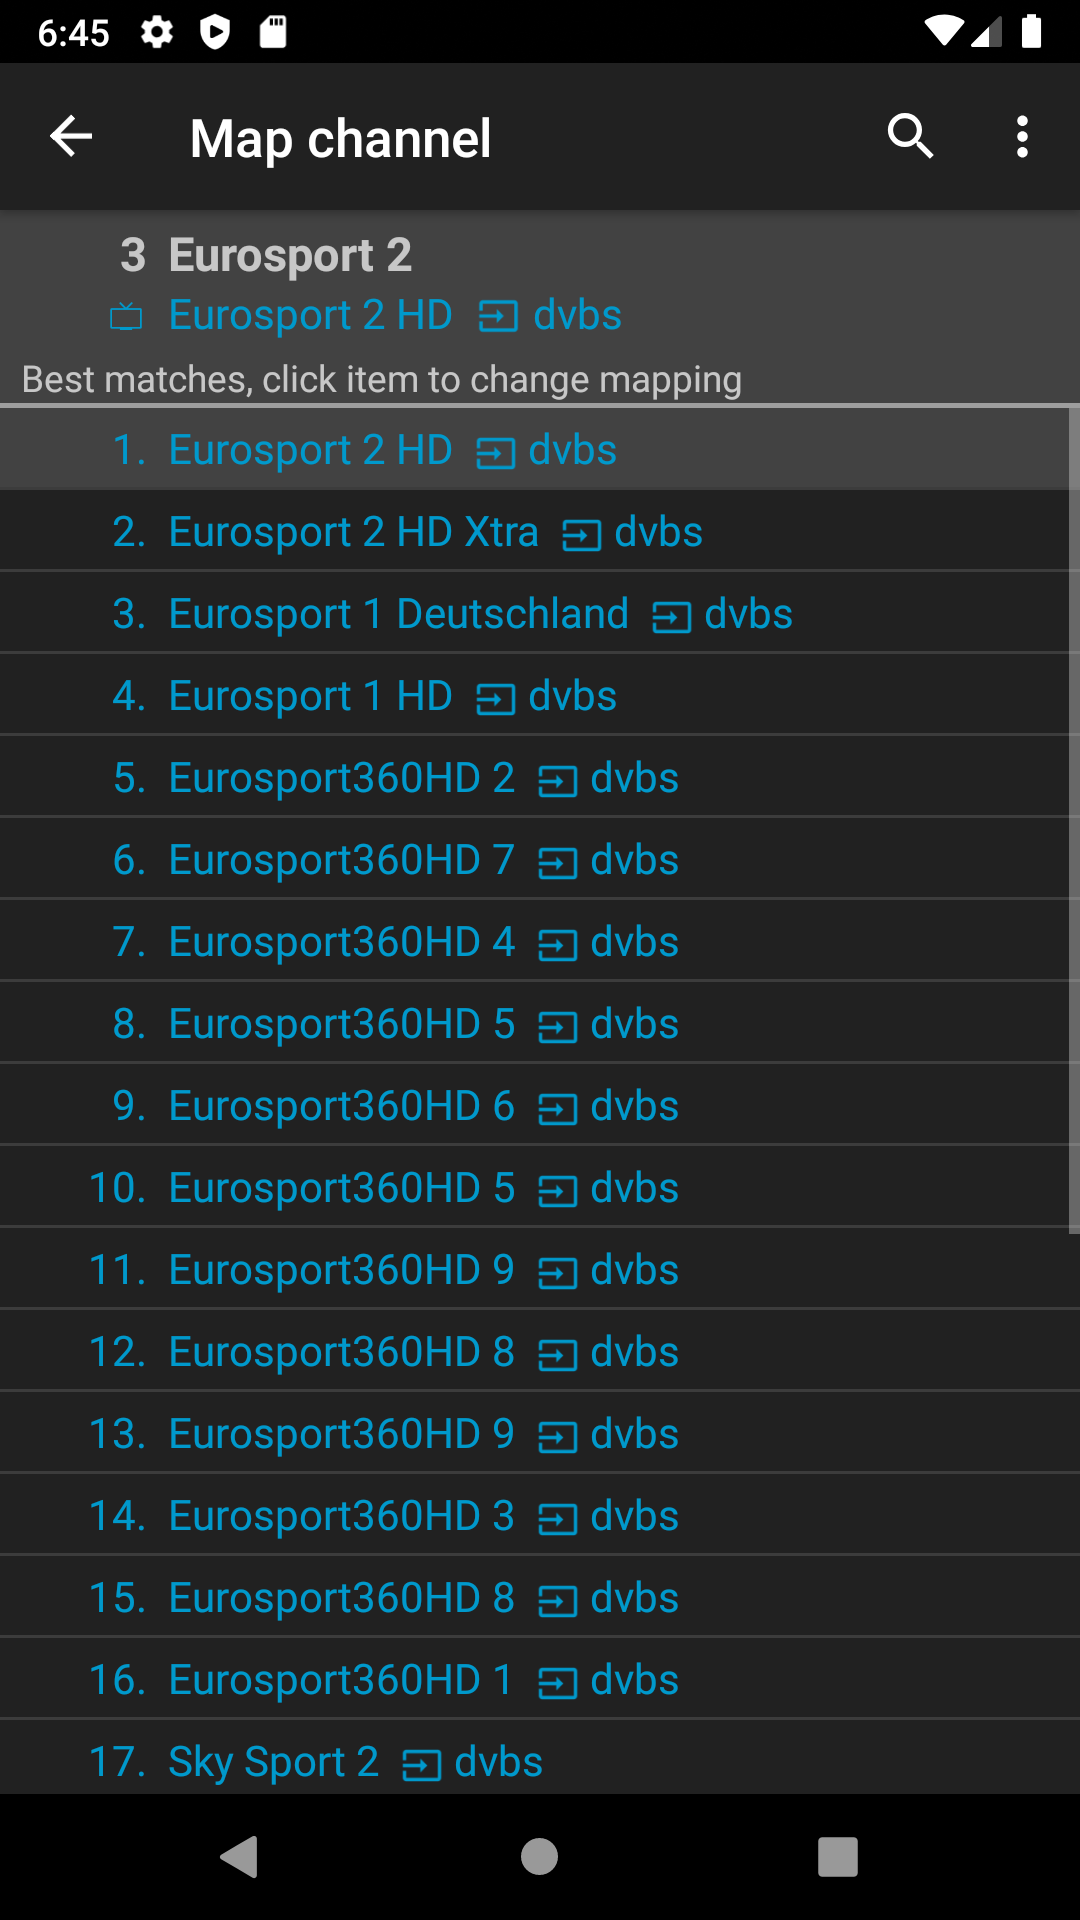 6:45
Map channel
3 Eurosport 2
Eurosport 2 HD dvbs
Best matches, click item to change mapping
1. Eurosport 2 HD dvbs
2. Eurosport 2 HD Xtra dvbs
3. Eurosport 1 Deutschland dvbs
4. Eurosport 1 HD dvbs
5. Eurosport360HD 2 dvbs
6. Eurosport360HD 7 dvbs
7. Eurosport360HD 4 dvbs
8. Eurosport360HD 5 dvbs
9. Eurosport360HD 6 dvbs
10. Eurosport360HD 5 dvbs
11. Eurosport360HD 9 dvbs
12. Eurosport360HD 8 dvbs
13. Eurosport360HD 9 dvbs
14. Eurosport360HD 3 dvbs
15. Eurosport360HD 8 dvbs
16. Eurosport360HD 1 dvbs
17. Sky Sport 2 dvbs